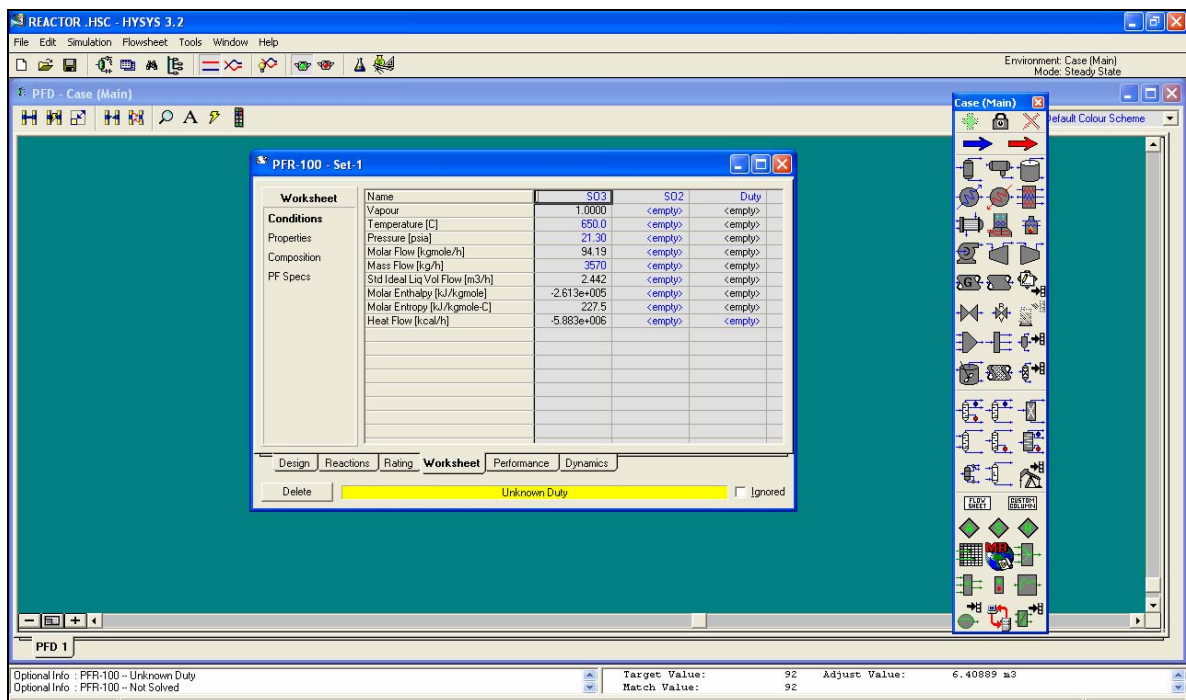 REACTOR .HSC - HYSYS 3.2
File Edit Simulation Flowsheet Tools Window Help
Environment: Case (Main)
Mode: Steady State
PFD - Case (Main)
Case (Main)
Default Colour Scheme
PFR-100 - Set-1
Worksheet
Conditions
Properties
Composition
PF Specs
Name SO3 SO2 Duty
Vapour 1.0000 <empty> <empty>
Temperature [C] 650.0 <empty> <empty>
Pressure [psia] 21.30 <empty> <empty>
Molar Flow [kgmole/h] 94.19 <empty> <empty>
Mass Flow [kg/h] 3570 <empty> <empty>
Std Ideal Liq Vol Flow [m3/h] 2.442 <empty> <empty>
Molar Enthalpy [kJ/kgmole] -2.613e+005 <empty> <empty>
Molar Entropy [kJ/kgmole-C] 227.5 <empty> <empty>
Heat Flow [kcal/h] -5.883e+006 <empty> <empty>
Design Reactions Rating Worksheet Performance Dynamics
Delete Unknown Duty Ignored
FLOW SHEET CUSTOM COLUMN
MB
PFD 1
Optional Info : PFR-100 -- Unknown Duty
Optional Info : PFR-100 -- Not Solved
Target Value: 92 Adjust Value: 6.40889 m3
Match Value: 92